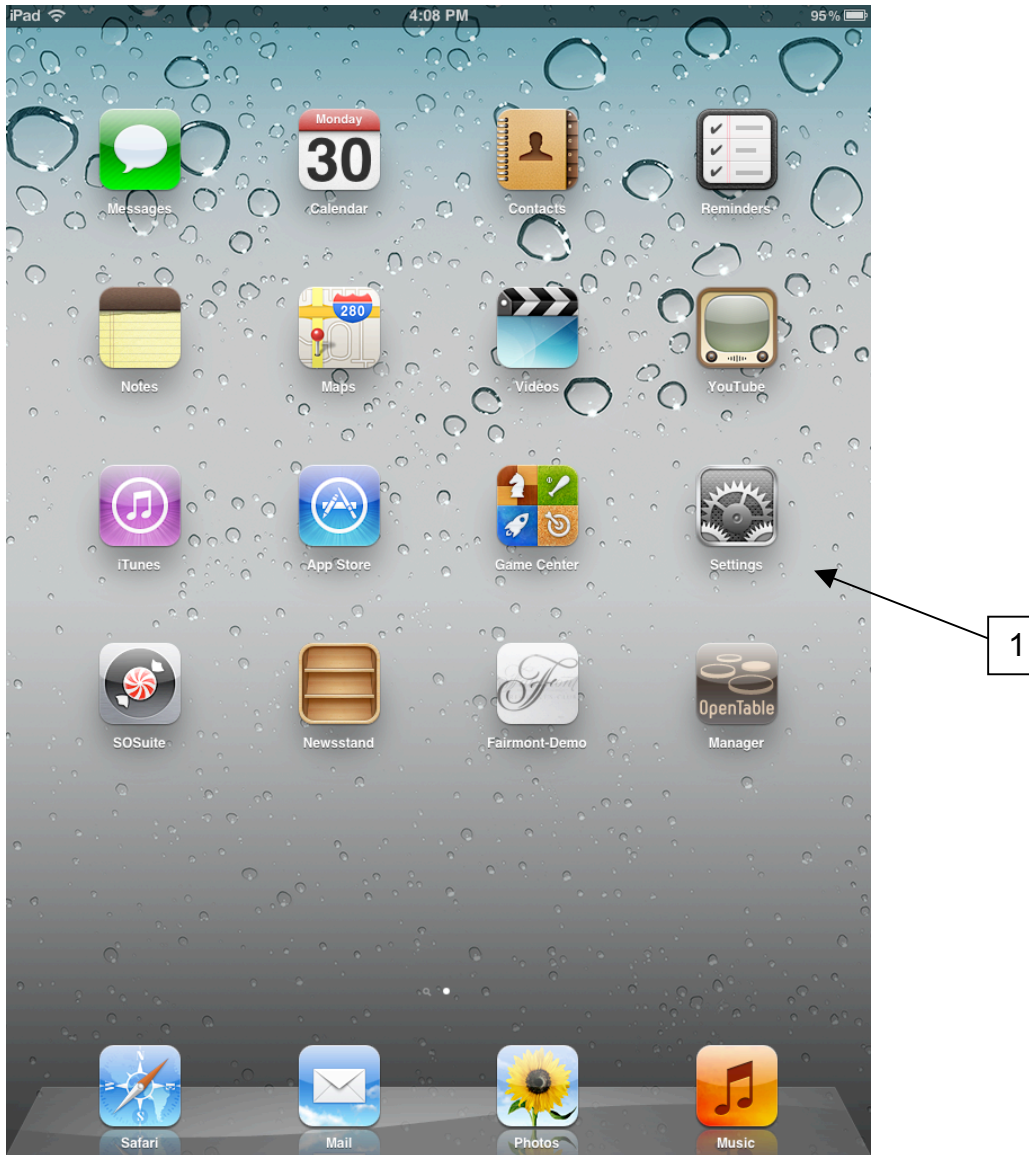 iPad 4:08 PM 95%
Monday
30
Messages Calendar Contacts Reminders
280
Notes Maps Videos YouTube
iTunes App Store Game Center Settings
1
OpenTable
SOSuite Newsstand Fairmont-Demo Manager
N
E
S
Safari Mail Photos Music